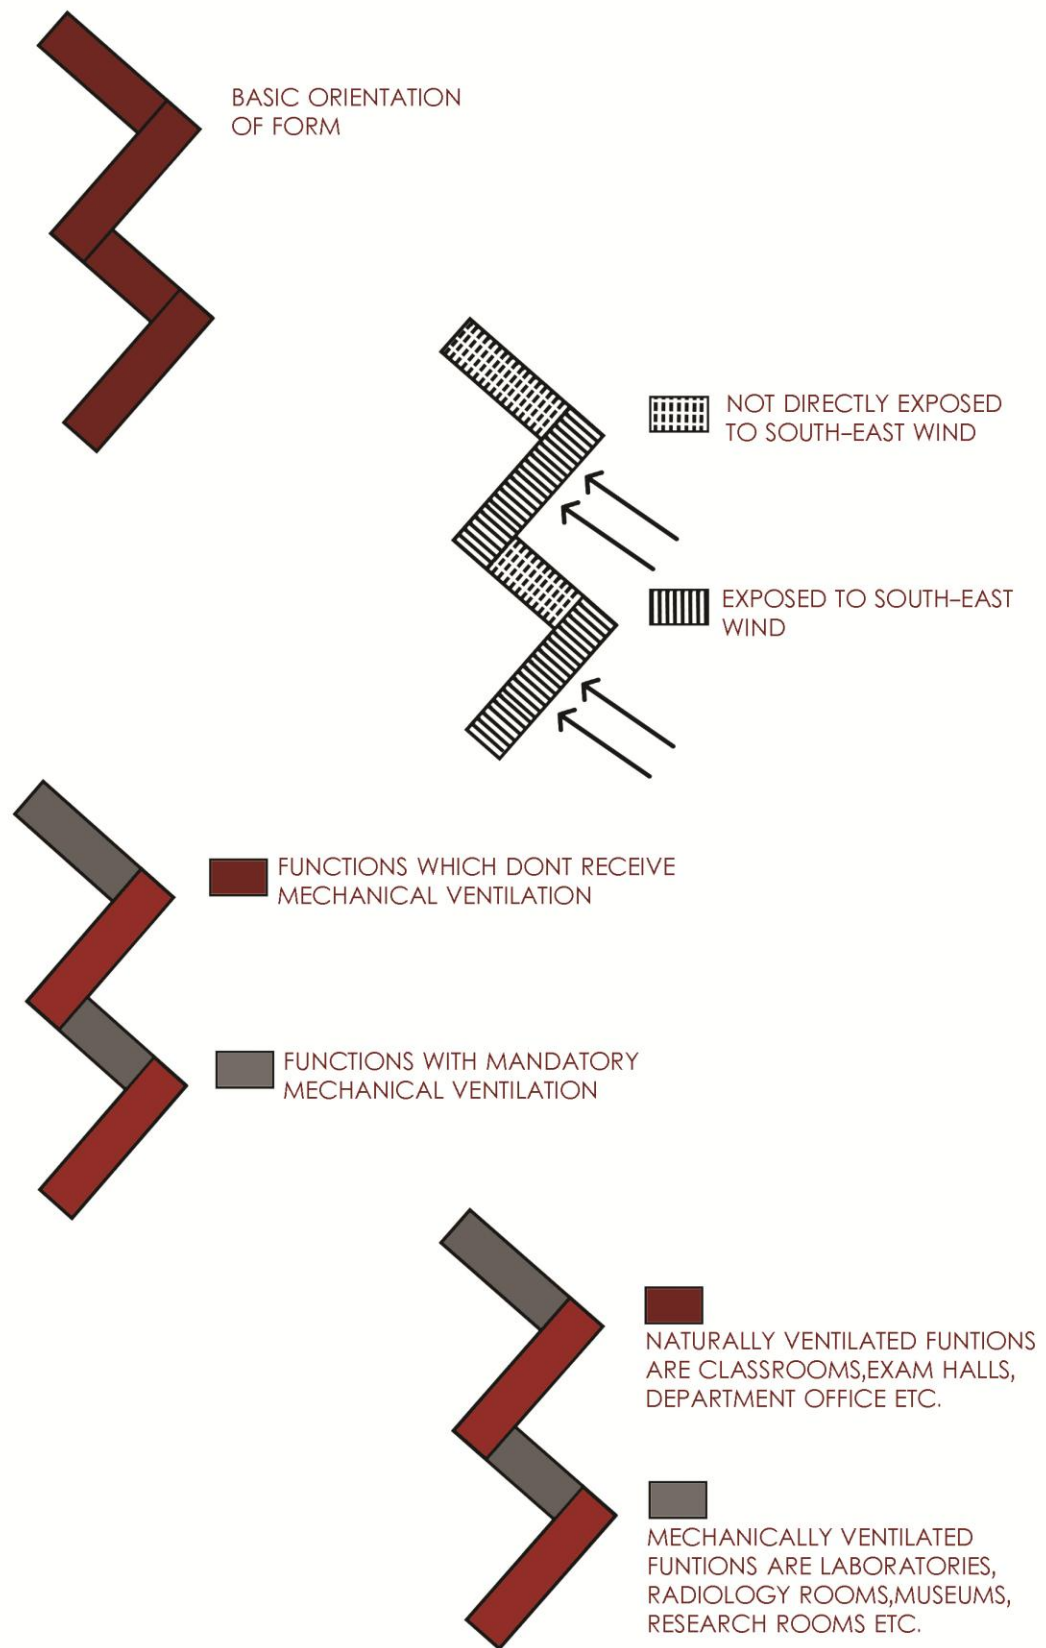 BASIC ORIENTATION
OF FORM
NOT DIRECTLY EXPOSED
TO SOUTH-EAST WIND
EXPOSED TO SOUTH-EAST
WIND
FUNCTIONS WHICH DONT RECEIVE
MECHANICAL VENTILATION
FUNCTIONS WITH MANDATORY
MECHANICAL VENTILATION
NATURALLY VENTILATED FUNTIONS
ARE CLASSROOMS,EXAM HALLS,
DEPARTMENT OFFICE ETC.
MECHANICALLY VENTILATED
FUNTIONS ARE LABORATORIES,
RADIOLOGY ROOMS,MUSEUMS,
RESEARCH ROOMS ETC.